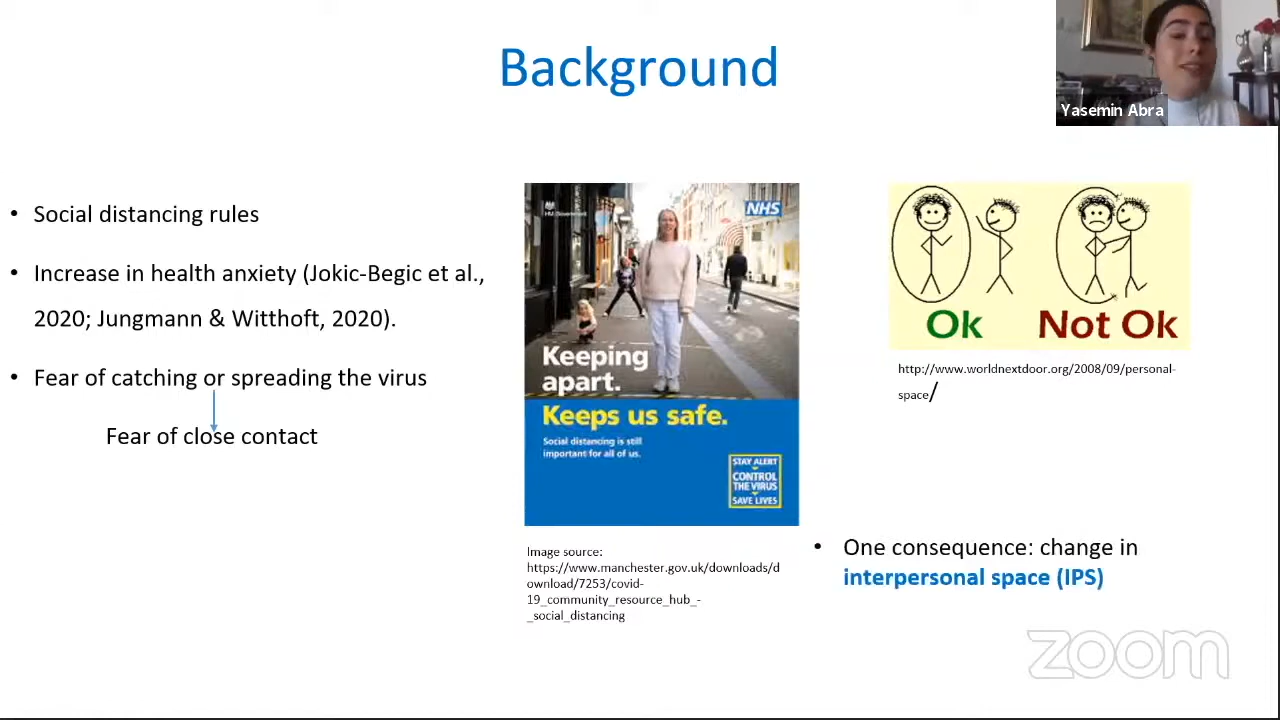 Background
Yasemin Abra
• Social distancing rules
• Increase in health anxiety (Jokic-Begic et al.,
2020; Jungmann & Witthoft, 2020).
• Fear of catching or spreading the virus
Fear of close contact
HM Government
NHS
Keeping
apart.
Keeps us safe.
Social distancing is still
important for all of us.
STAY ALERT
CONTROL
THE VIRUS
SAVE LIVES
Image source:
https://www.manchester.gov.uk/downloads/d
ownload/7253/covid-
19_community_resource_hub_-
_social_distancing
Ok
Not Ok
http://www.worldnextdoor.org/2008/09/personal-
space/
• One consequence: change in
interpersonal space (IPS)
zoom